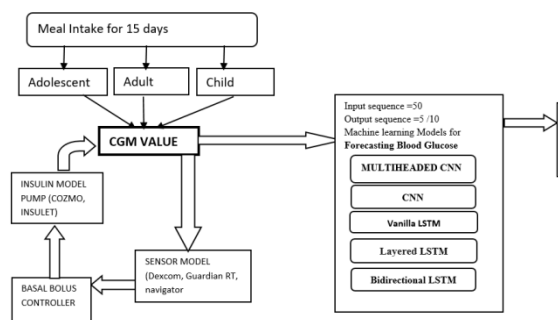 Meal Intake for 15 days
Adolescent
Adult
Child
CGM VALUE
INSULIN MODEL
PUMP (COZMO,
INSULET)
BASAL BOLUS
CONTROLLER
SENSOR MODEL
(Dexcom, Guardian RT,
navigator
Input sequence =50
Output sequence =5 /10
Machine learning Models for
Forecasting Blood Glucose
MULTIHEADED CNN
CNN
Vanilla LSTM
Layered LSTM
Bidirectional LSTM